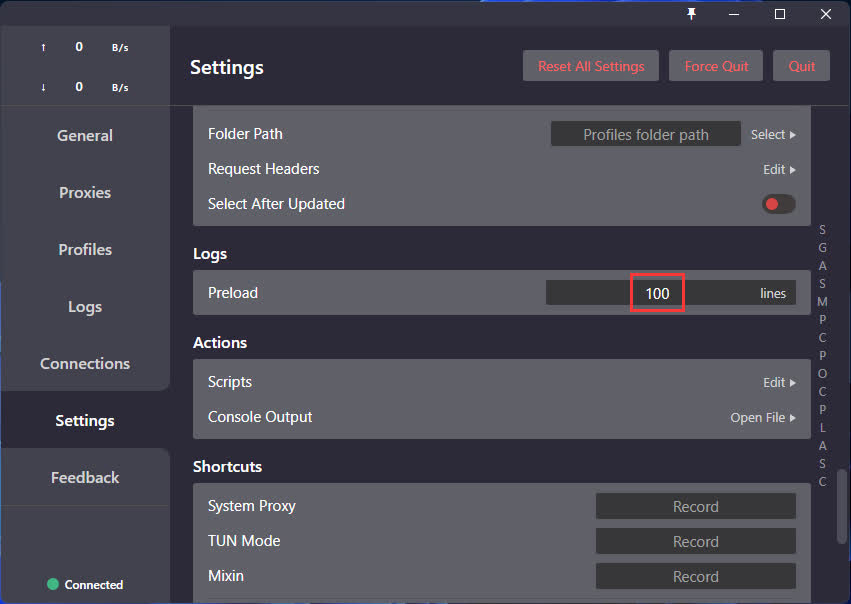 ↑ 0 B/s
↓ 0 B/s
General
Proxies
Profiles
Logs
Connections
Settings
Feedback
Connected
Settings
Reset All Settings
Force Quit
Quit
Folder Path
Profiles folder path
Select
Request Headers
Edit
Select After Updated
Logs
Preload
100
lines
Actions
Scripts
Edit
Console Output
Open File
Shortcuts
System Proxy
Record
TUN Mode
Record
Mixin
Record
S
G
A
S
M
P
C
P
O
C
P
L
A
S
C